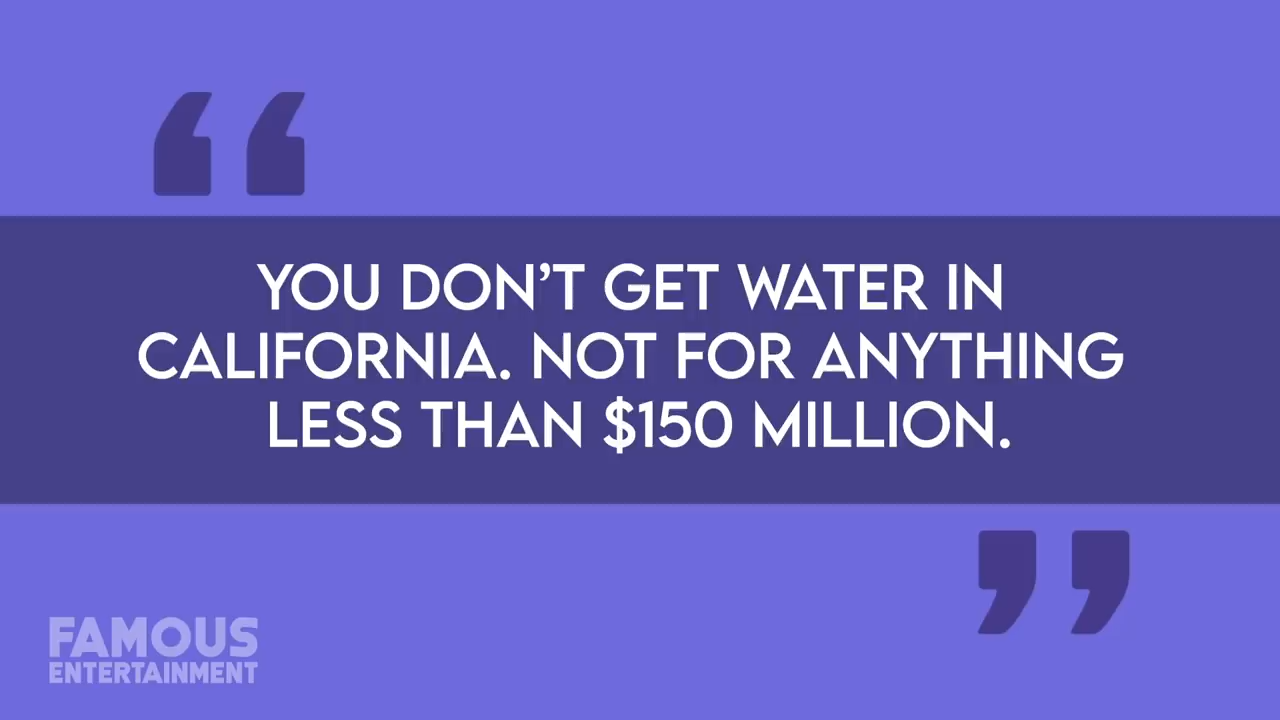 YOU DON'T GET WATER IN
CALIFORNIA. NOT FOR ANYTHING
LESS THAN $150 MILLION.
FAMOUS
ENTERTAINMENT